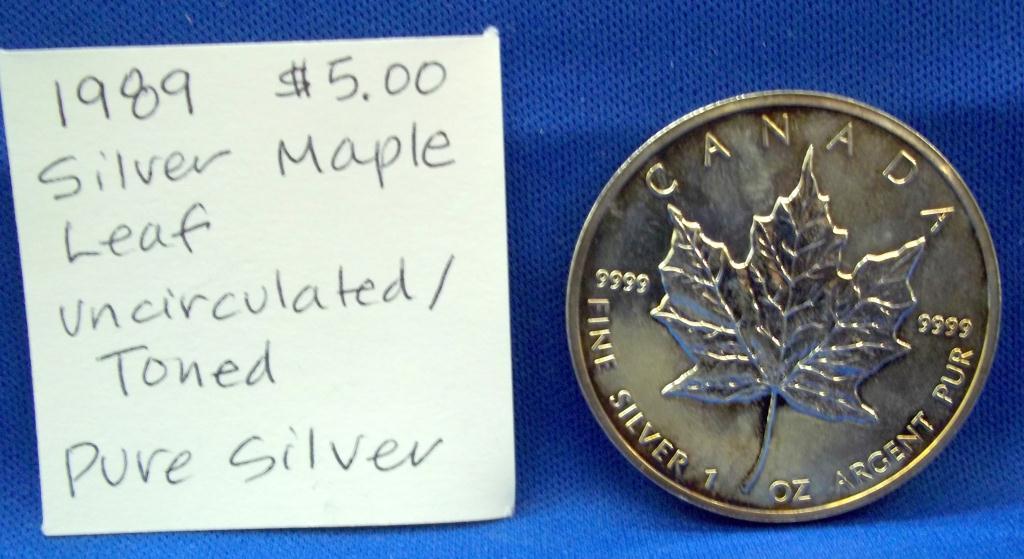 1989 $5.00
Silver Maple
Leaf
uncirculated/
Toned
Pure Silver
CANADA
9999 9999
FINE SILVER 1 OZ ARGENT PUR